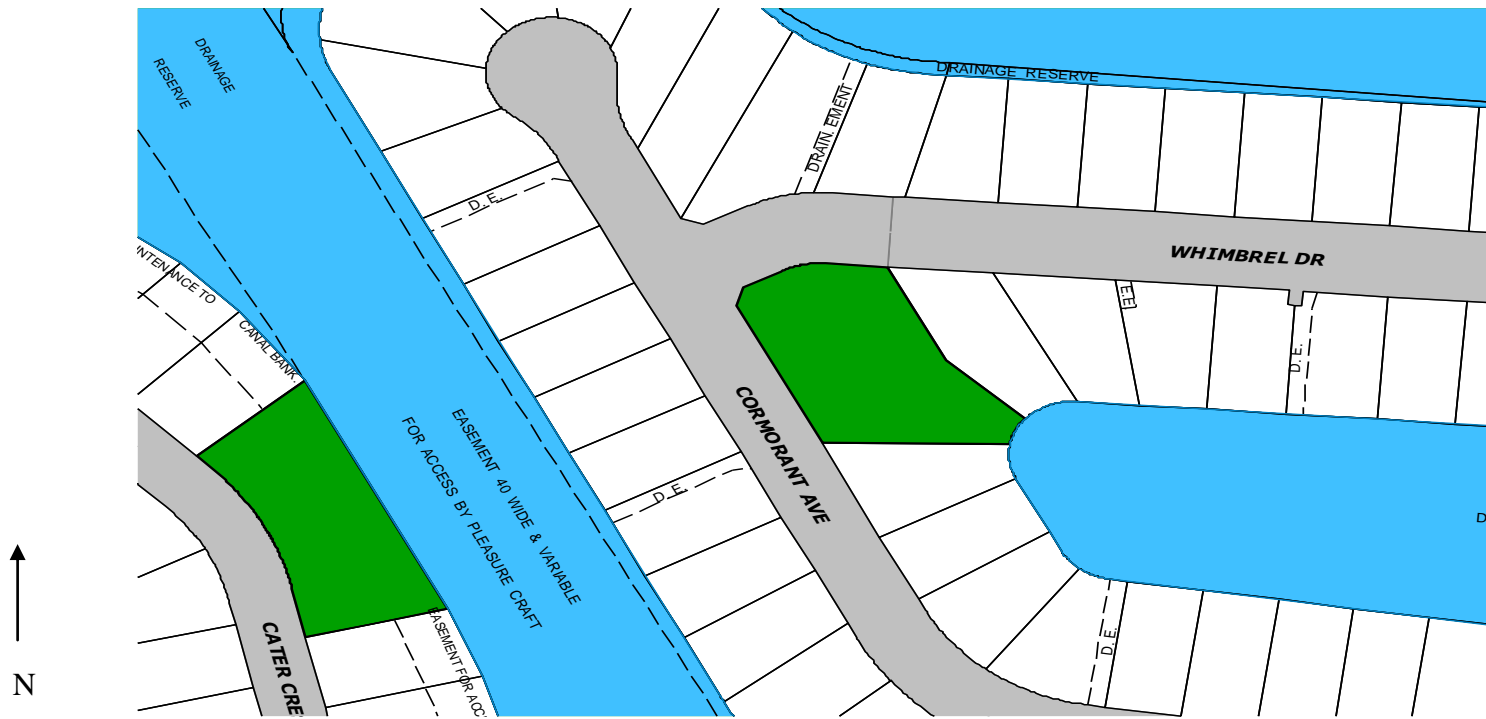 DRAINAGE
RESERVE
DRAINAGE RESERVE
DRAIN. EMENT
D. E.
WHIMBREL DR
INTENANCE TO
CANAL BANK.
E.E.
D. E.
EASEMENT 40 WIDE & VARIABLE
FOR ACCESS BY PLEASURE CRAFT
CORMORANT AVE
D. E.
D
CATER CRE
EASEMENT FOR ACC
D. E.
N